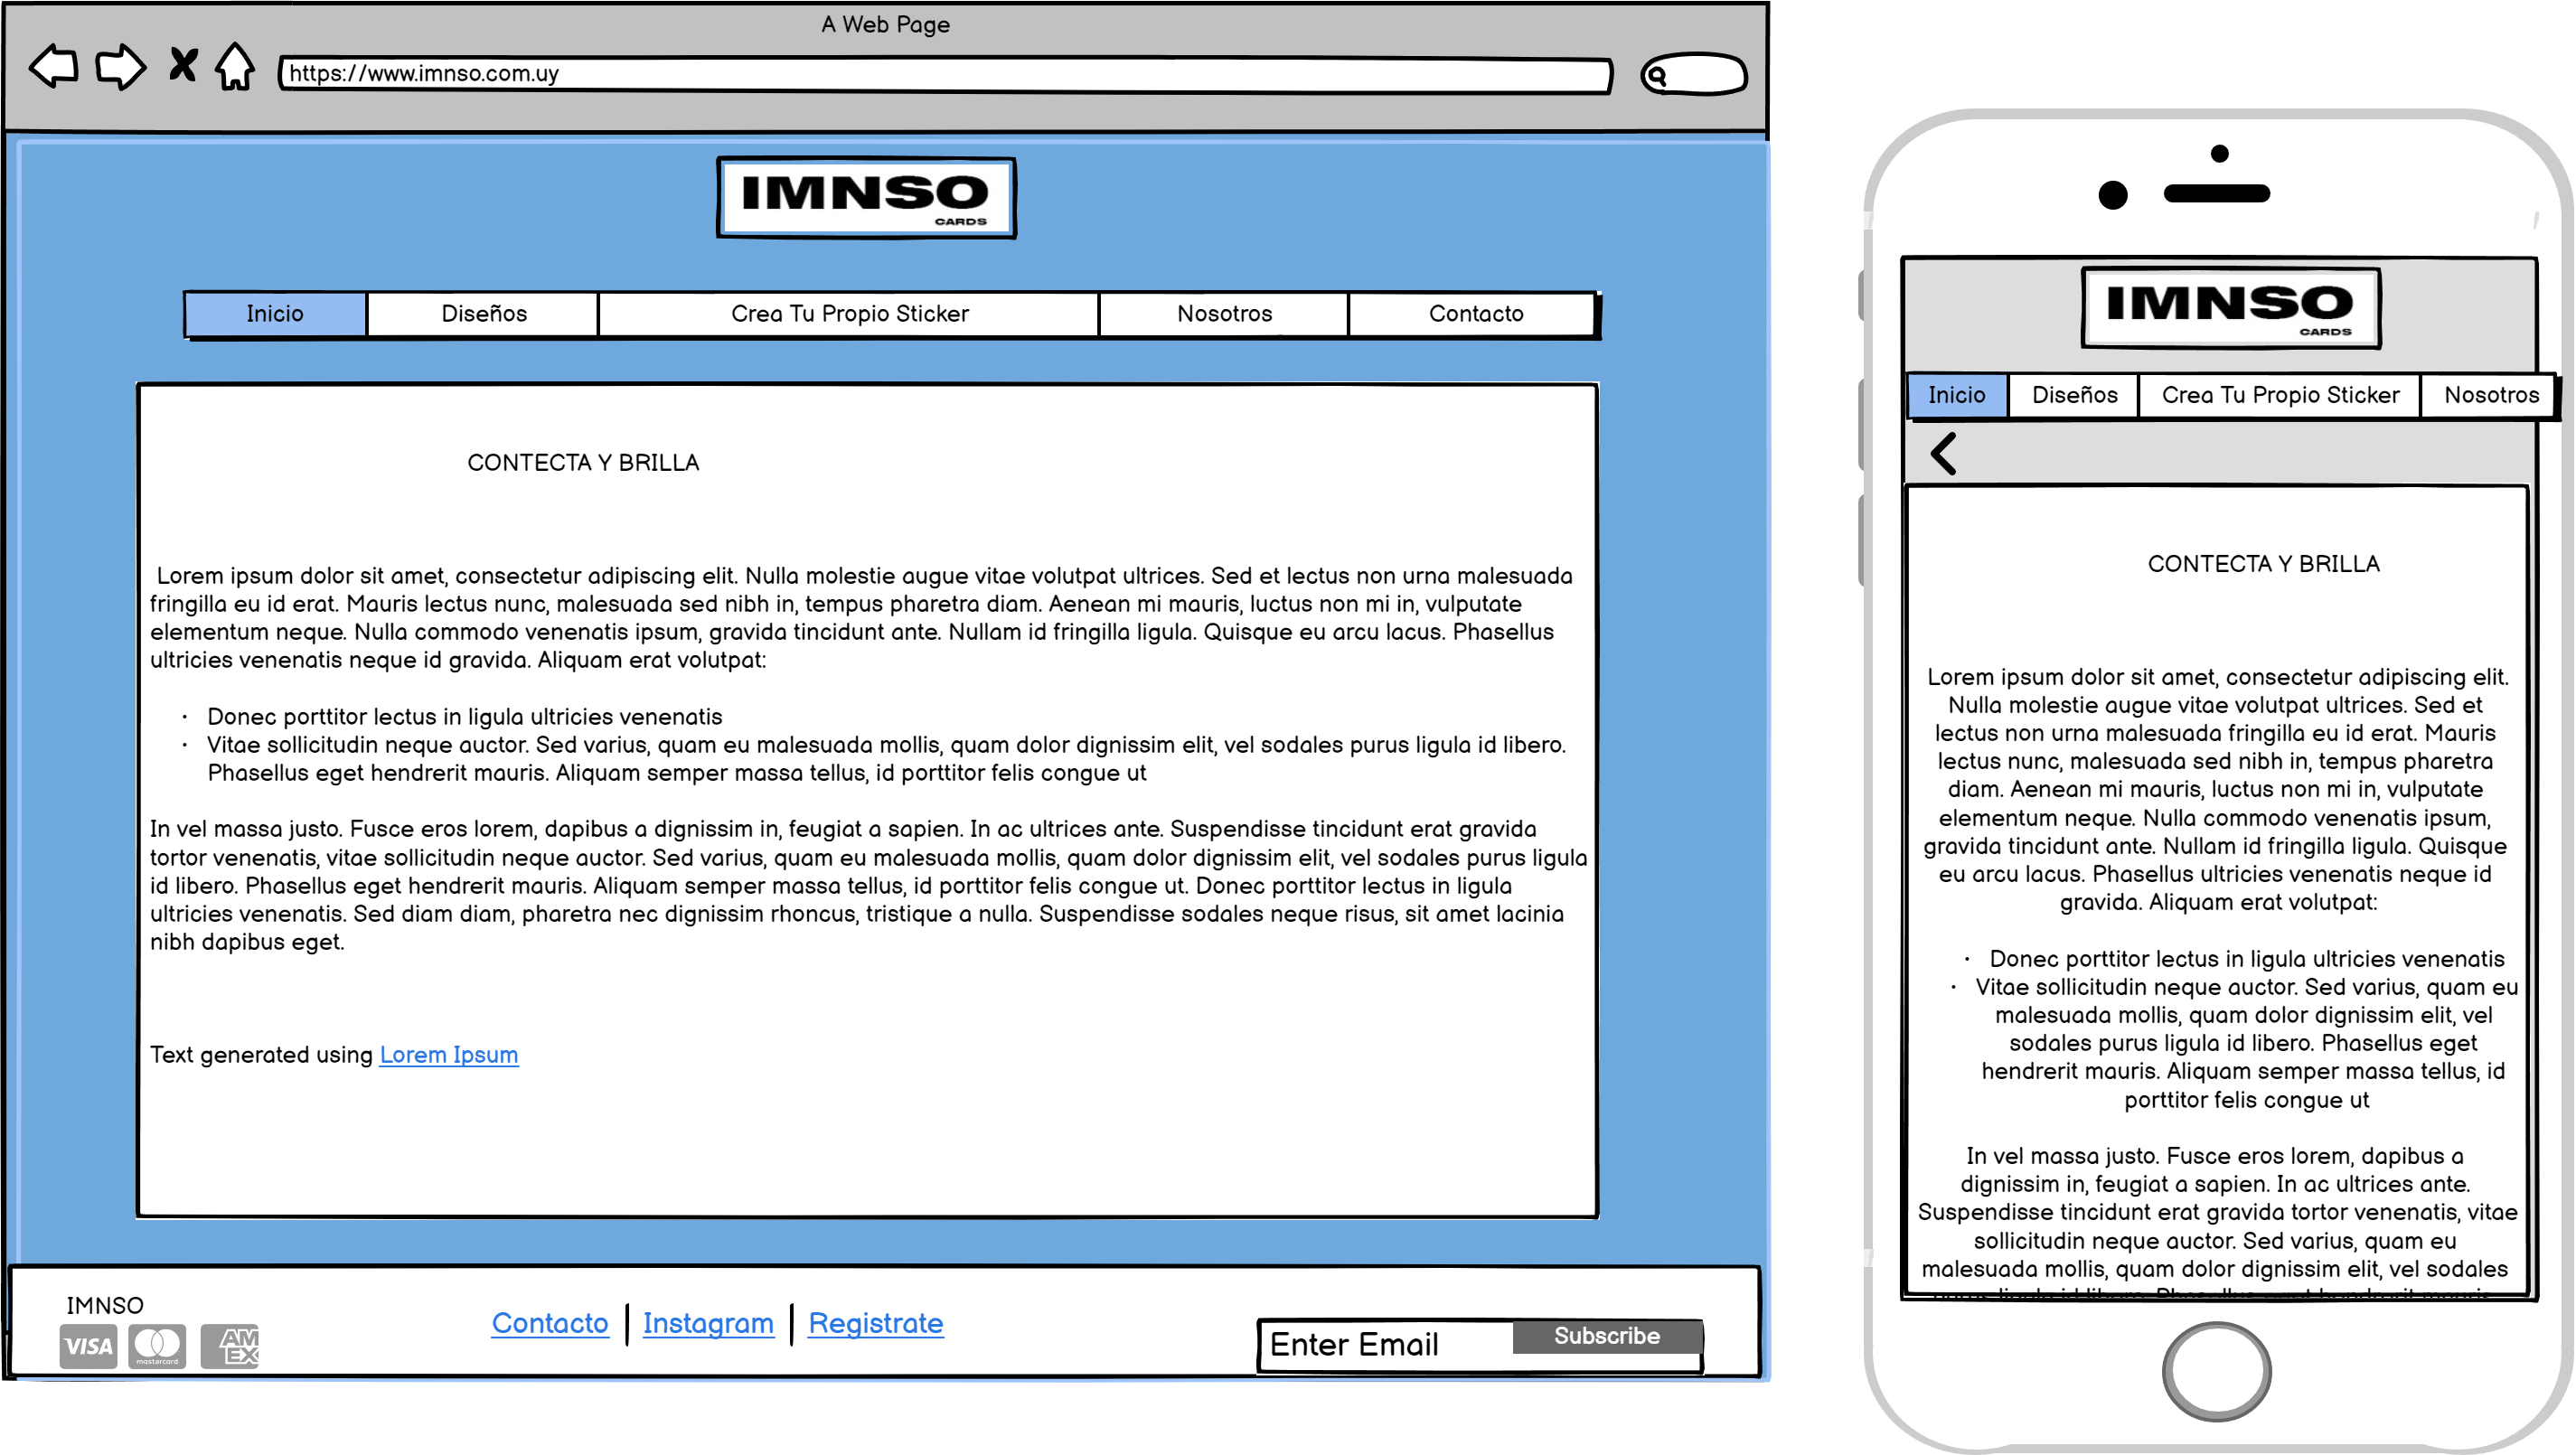 A Web Page
https://www.imnso.com.uy
IMNSO
CARDS
Inicio
Diseños
Crea Tu Propio Sticker
Nosotros
Contacto
CONTECTA Y BRILLA
Lorem ipsum dolor sit amet, consectetur adipiscing elit. Nulla molestie augue vitae volutpat ultrices. Sed et lectus non urna malesuada
fringilla eu id erat. Mauris lectus nunc, malesuada sed nibh in, tempus pharetra diam. Aenean mi mauris, luctus non mi in, vulputate
elementum neque. Nulla commodo venenatis ipsum, gravida tincidunt ante. Nullam id fringilla ligula. Quisque eu arcu lacus. Phasellus
ultricies venenatis neque id gravida. Aliquam erat volutpat:
• Donec porttitor lectus in ligula ultricies venenatis
• Vitae sollicitudin neque auctor. Sed varius, quam eu malesuada mollis, quam dolor dignissim elit, vel sodales purus ligula id libero.
Phasellus eget hendrerit mauris. Aliquam semper massa tellus, id porttitor felis congue ut
In vel massa justo. Fusce eros lorem, dapibus a dignissim in, feugiat a sapien. In ac ultrices ante. Suspendisse tincidunt erat gravida
tortor venenatis, vitae sollicitudin neque auctor. Sed varius, quam eu malesuada mollis, quam dolor dignissim elit, vel sodales purus ligula
id libero. Phasellus eget hendrerit mauris. Aliquam semper massa tellus, id porttitor felis congue ut. Donec porttitor lectus in ligula
ultricies venenatis. Sed diam diam, pharetra nec dignissim rhoncus, tristique a nulla. Suspendisse sodales neque risus, sit amet lacinia
nibh dapibus eget.
Text generated using Lorem Ipsum
IMNSO
VISA
mastercard
AM
EX
Contacto
Instagram
Registrate
Enter Email
Subscribe
IMNSO
CARDS
Inicio
Diseños
Crea Tu Propio Sticker
Nosotros
CONTECTA Y BRILLA
Lorem ipsum dolor sit amet, consectetur adipiscing elit.
Nulla molestie augue vitae volutpat ultrices. Sed et
lectus non urna malesuada fringilla eu id erat. Mauris
lectus nunc, malesuada sed nibh in, tempus pharetra
diam. Aenean mi mauris, luctus non mi in, vulputate
elementum neque. Nulla commodo venenatis ipsum,
gravida tincidunt ante. Nullam id fringilla ligula. Quisque
eu arcu lacus. Phasellus ultricies venenatis neque id
gravida. Aliquam erat volutpat:
• Donec porttitor lectus in ligula ultricies venenatis
• Vitae sollicitudin neque auctor. Sed varius, quam eu
malesuada mollis, quam dolor dignissim elit, vel
sodales purus ligula id libero. Phasellus eget
hendrerit mauris. Aliquam semper massa tellus, id
porttitor felis congue ut
In vel massa justo. Fusce eros lorem, dapibus a
dignissim in, feugiat a sapien. In ac ultrices ante.
Suspendisse tincidunt erat gravida tortor venenatis, vitae
sollicitudin neque auctor. Sed varius, quam eu
malesuada mollis, quam dolor dignissim elit, vel sodales